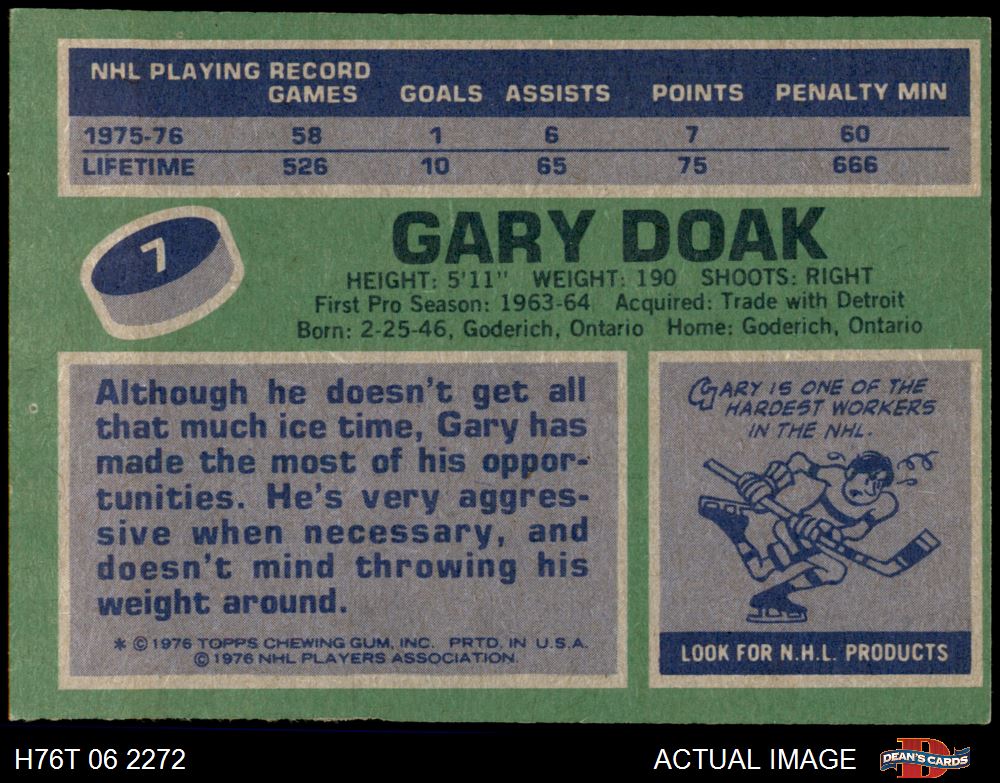 NHL PLAYING RECORD
GAMES GOALS ASSISTS POINTS PENALTY MIN
1975-76 58 1 6 7 60
LIFETIME 526 10 65 75 666
7
GARY DOAK
HEIGHT: 5'11" WEIGHT: 190 SHOOTS: RIGHT
First Pro Season: 1963-64 Acquired: Trade with Detroit
Born: 2-25-46, Goderich, Ontario Home: Goderich, Ontario
Although he doesn't get all
that much ice time, Gary has
made the most of his oppor-
tunities. He's very aggres-
sive when necessary, and
doesn't mind throwing his
weight around.
* © 1976 TOPPS CHEWING GUM, INC. PRTD. IN U.S.A.
© 1976 NHL PLAYERS ASSOCIATION.
GARY IS ONE OF THE
HARDEST WORKERS
IN THE NHL.
LOOK FOR N.H.L. PRODUCTS
H76T 06 2272
ACTUAL IMAGE
DEAN'S CARDS